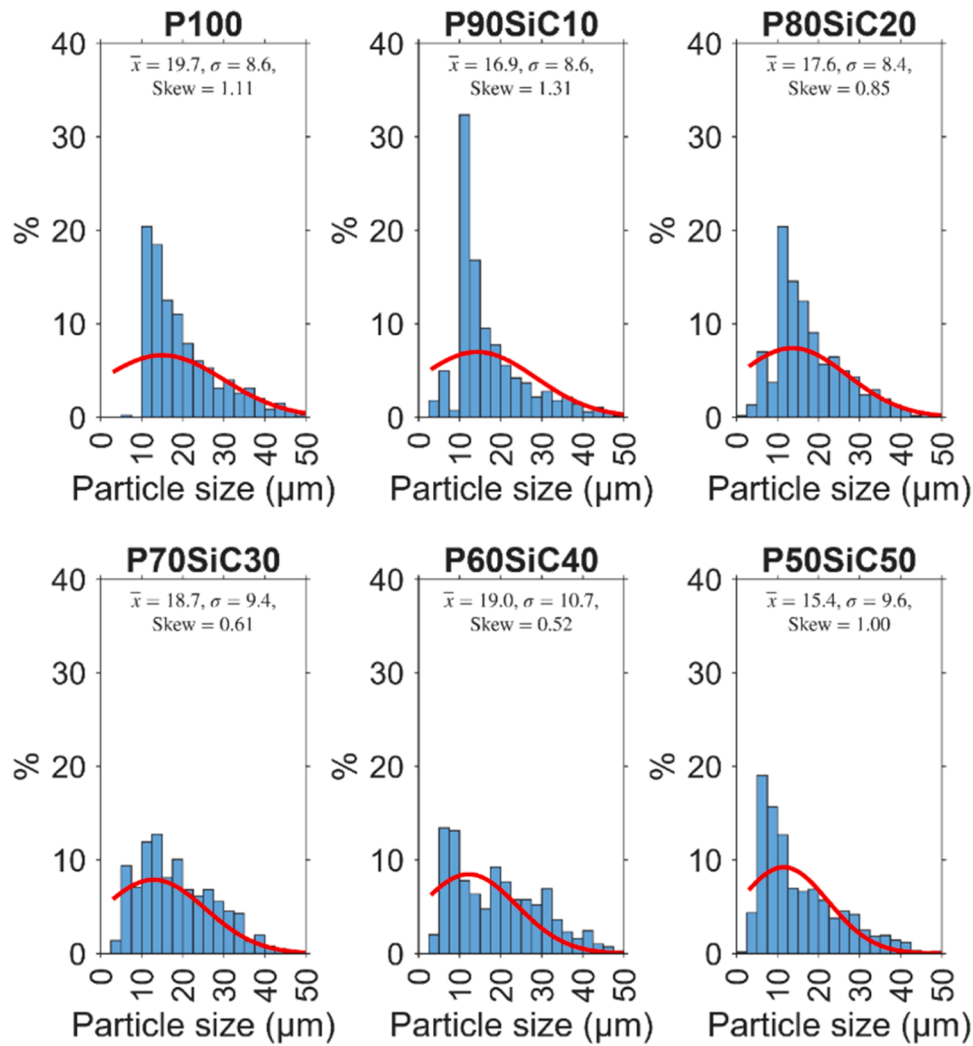 P100
x̅ = 19.7, σ = 8.6,
Skew = 1.11
40
30
20
10
0
%
0 10 20 30 40 50
Particle size (µm)
P90SiC10
x̅ = 16.9, σ = 8.6,
Skew = 1.31
40
30
20
10
0
%
0 10 20 30 40 50
Particle size (µm)
P80SiC20
x̅ = 17.6, σ = 8.4,
Skew = 0.85
40
30
20
10
0
%
0 10 20 30 40 50
Particle size (µm)
P70SiC30
x̅ = 18.7, σ = 9.4,
Skew = 0.61
40
30
20
10
0
%
0 10 20 30 40 50
Particle size (µm)
P60SiC40
x̅ = 19.0, σ = 10.7,
Skew = 0.52
40
30
20
10
0
%
0 10 20 30 40 50
Particle size (µm)
P50SiC50
x̅ = 15.4, σ = 9.6,
Skew = 1.00
40
30
20
10
0
%
0 10 20 30 40 50
Particle size (µm)